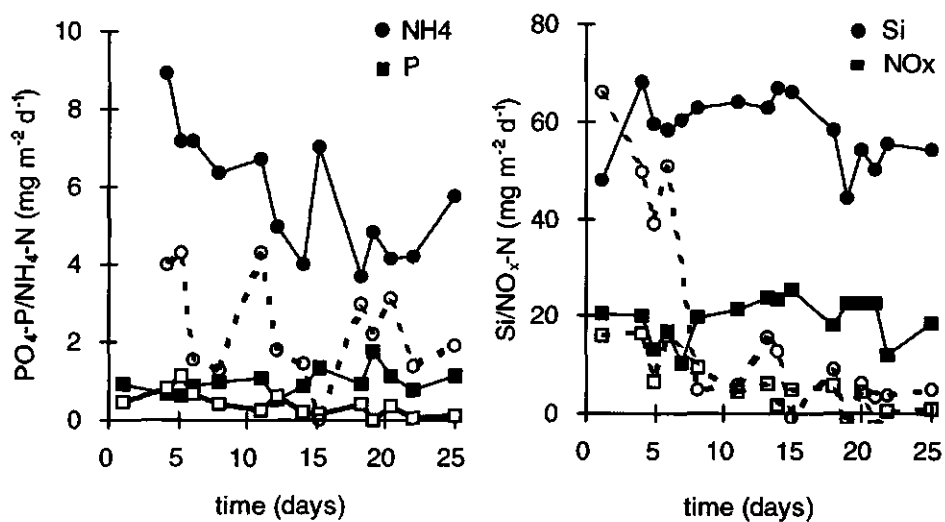 10
8
6
4
2
0
PO₄-P/NH₄-N (mg m⁻² d⁻¹)
NH4
P
0 5 10 15 20 25
time (days)
80
60
40
20
0
Si/NOₓ-N (mg m⁻² d⁻¹)
Si
NOx
0 5 10 15 20 25
time (days)